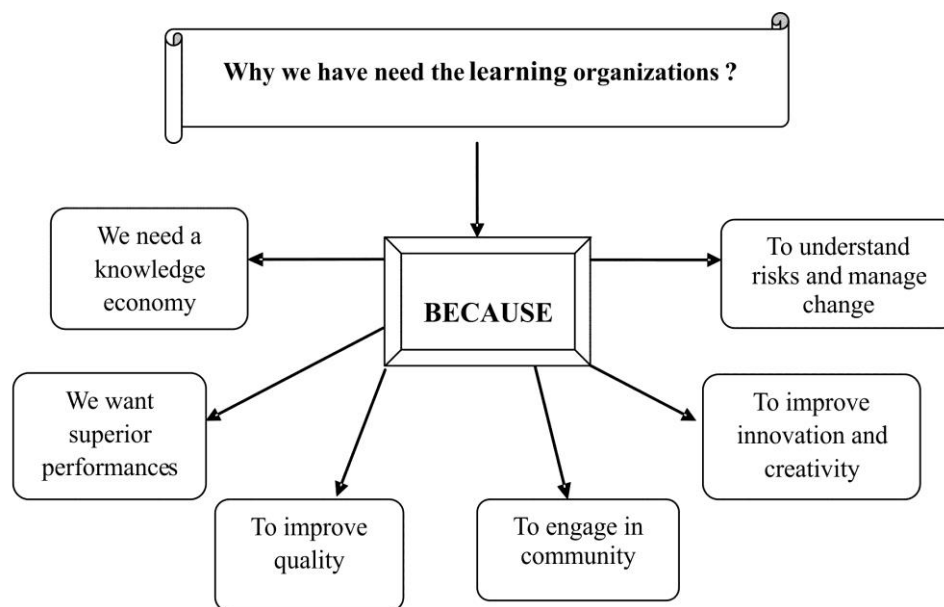 Why we have need the learning organizations ?
We need a
knowledge
economy
BECAUSE
To understand
risks and manage
change
We want
superior
performances
To improve
innovation and
creativity
To improve
quality
To engage in
community